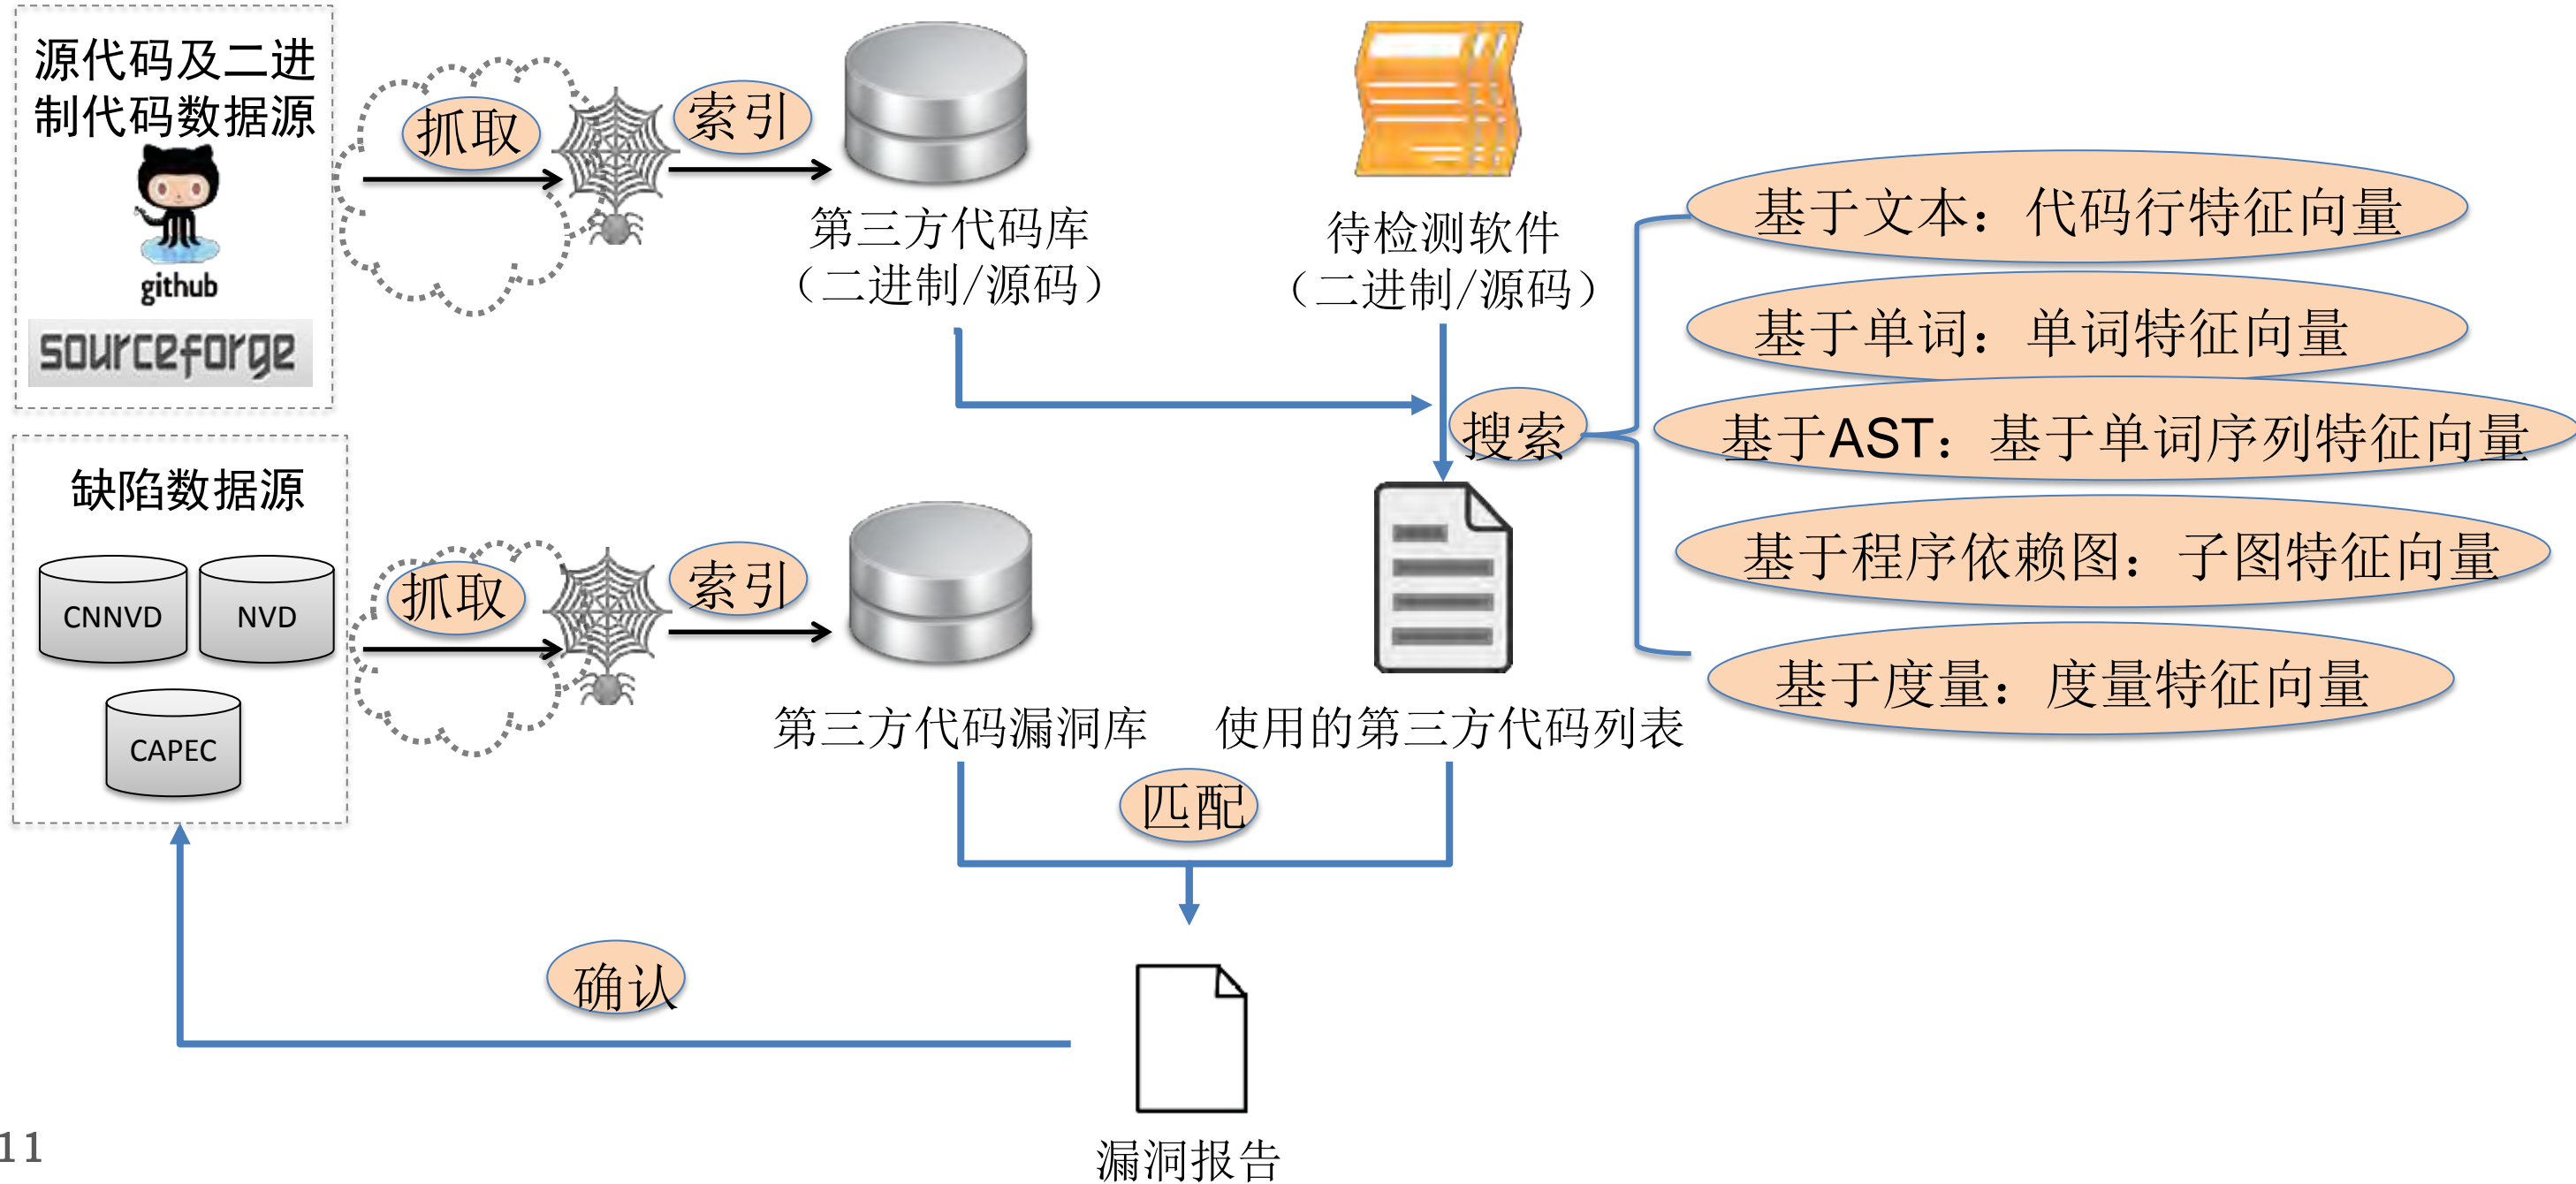 源代码及二进
制代码数据源
github
sourceforge
抓取
索引
第三方代码库
（二进制/源码）
待检测软件
（二进制/源码）
搜索
基于文本：代码行特征向量
基于单词：单词特征向量
基于AST：基于单词序列特征向量
基于程序依赖图：子图特征向量
基于度量：度量特征向量
缺陷数据源
CNNVD
NVD
CAPEC
抓取
索引
第三方代码漏洞库
使用的第三方代码列表
匹配
确认
漏洞报告
11